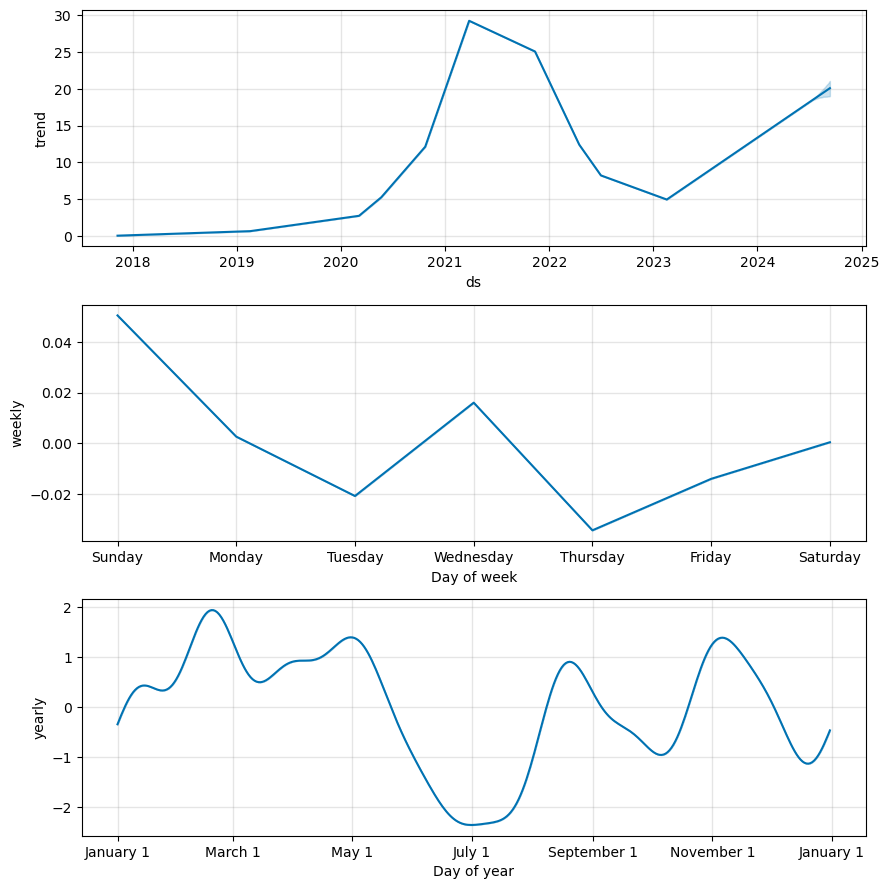 30
25
20
15
10
5
0
trend
2018 2019 2020 2021 2022 2023 2024 2025
ds
0.04
0.02
0.00
−0.02
weekly
Sunday Monday Tuesday Wednesday Thursday Friday Saturday
Day of week
2
1
0
−1
−2
yearly
January 1 March 1 May 1 July 1 September 1 November 1 January 1
Day of year